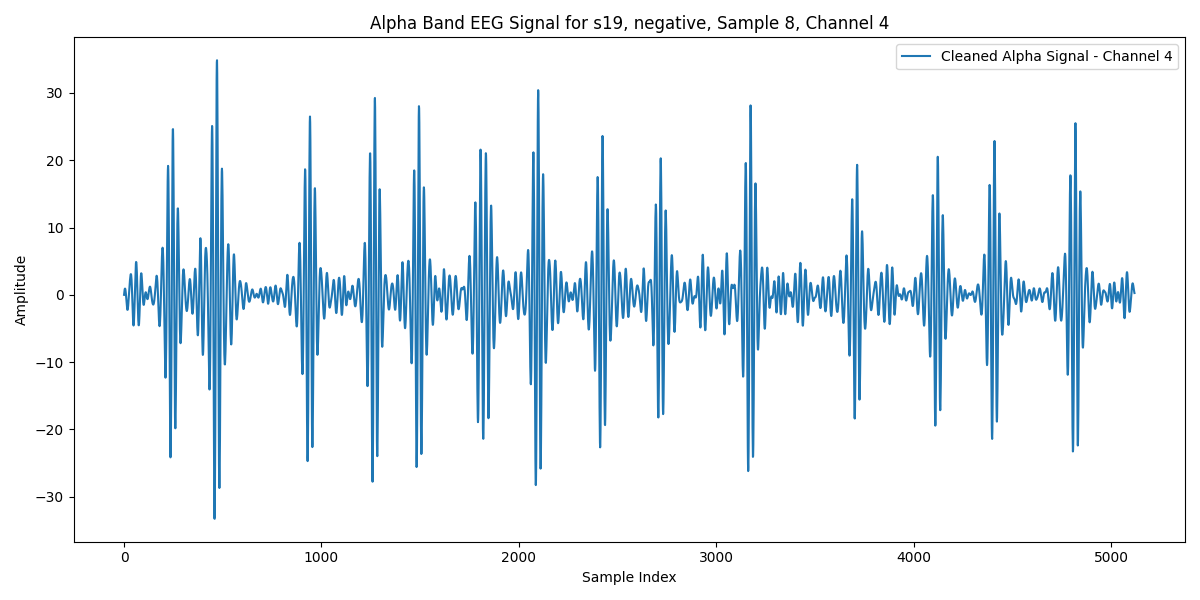 Alpha Band EEG Signal for s19, negative, Sample 8, Channel 4
Cleaned Alpha Signal - Channel 4
Amplitude
30
20
10
0
−10
−20
−30
0 1000 2000 3000 4000 5000
Sample Index